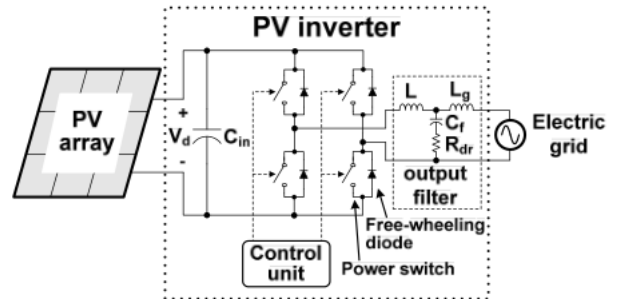 PV inverter
PV
array
+
V_d
-
C_in
L
L_g
C_f
R_dr
output
filter
Electric
grid
Free-wheeling
diode
Power switch
Control
unit